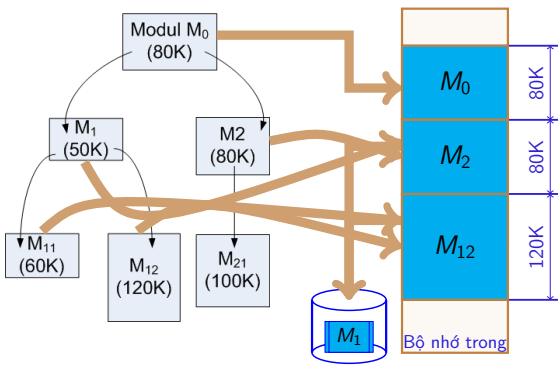 Modul M₀
(80K)
M₁
(50K)
M2
(80K)
M₁₁
(60K)
M₁₂
(120K)
M₂₁
(100K)
M₀
M₂
M₁₂
80K
80K
120K
M₁
Bộ nhớ trong